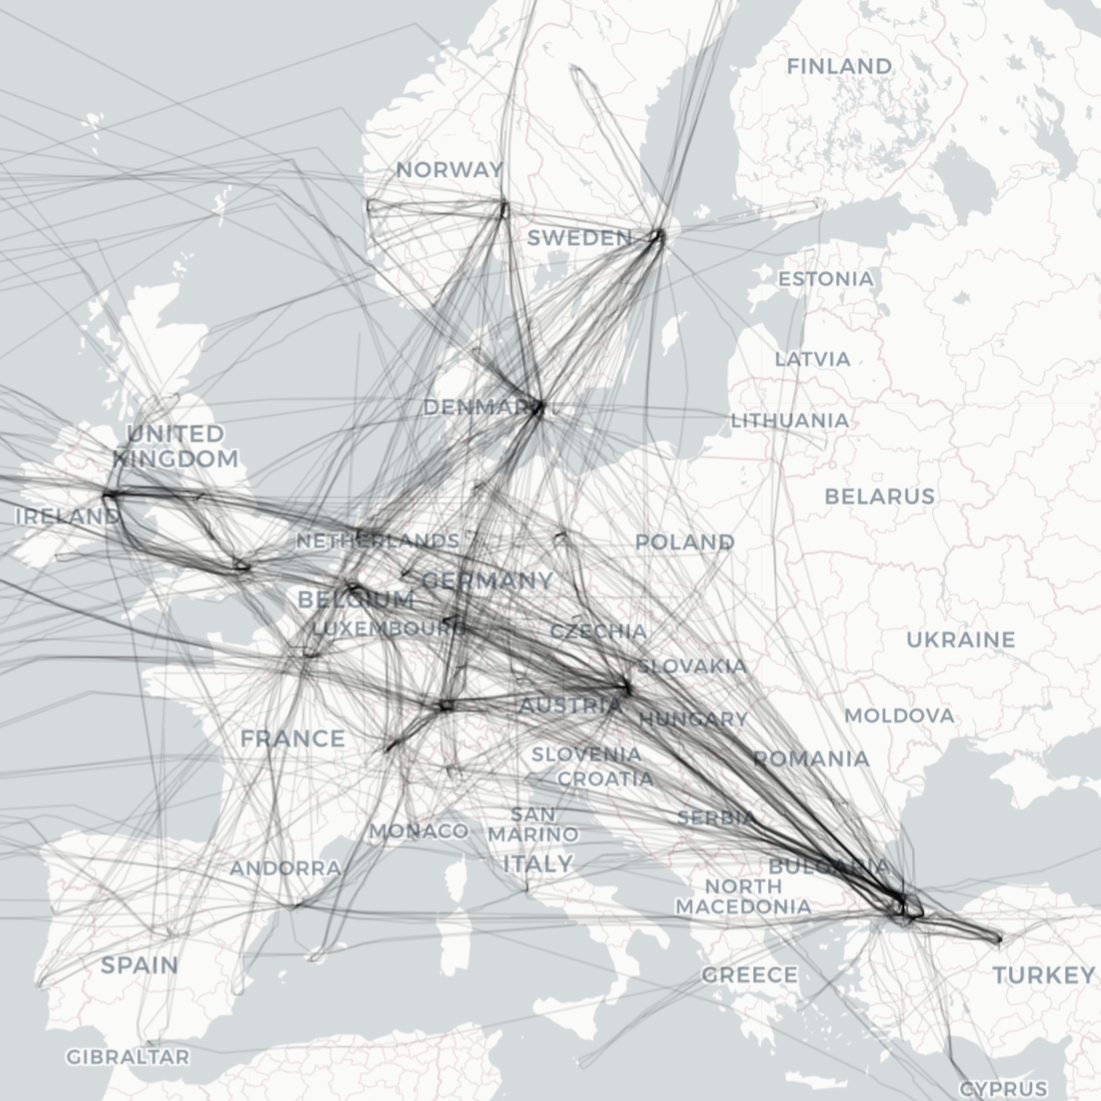 FINLAND
NORWAY
SWEDEN
ESTONIA
LATVIA
DENMARK
LITHUANIA
UNITED
KINGDOM
BELARUS
IRELAND
NETHERLANDS
POLAND
GERMANY
BELGIUM
LUXEMBOURG
CZECHIA
UKRAINE
SLOVAKIA
AUSTRIA
HUNGARY
MOLDOVA
FRANCE
SLOVENIA
ROMANIA
CROATIA
SAN
MARINO
SERBIA
MONACO
ITALY
ANDORRA
BULGARIA
NORTH
MACEDONIA
SPAIN
GREECE
TURKEY
GIBRALTAR
CYPRUS